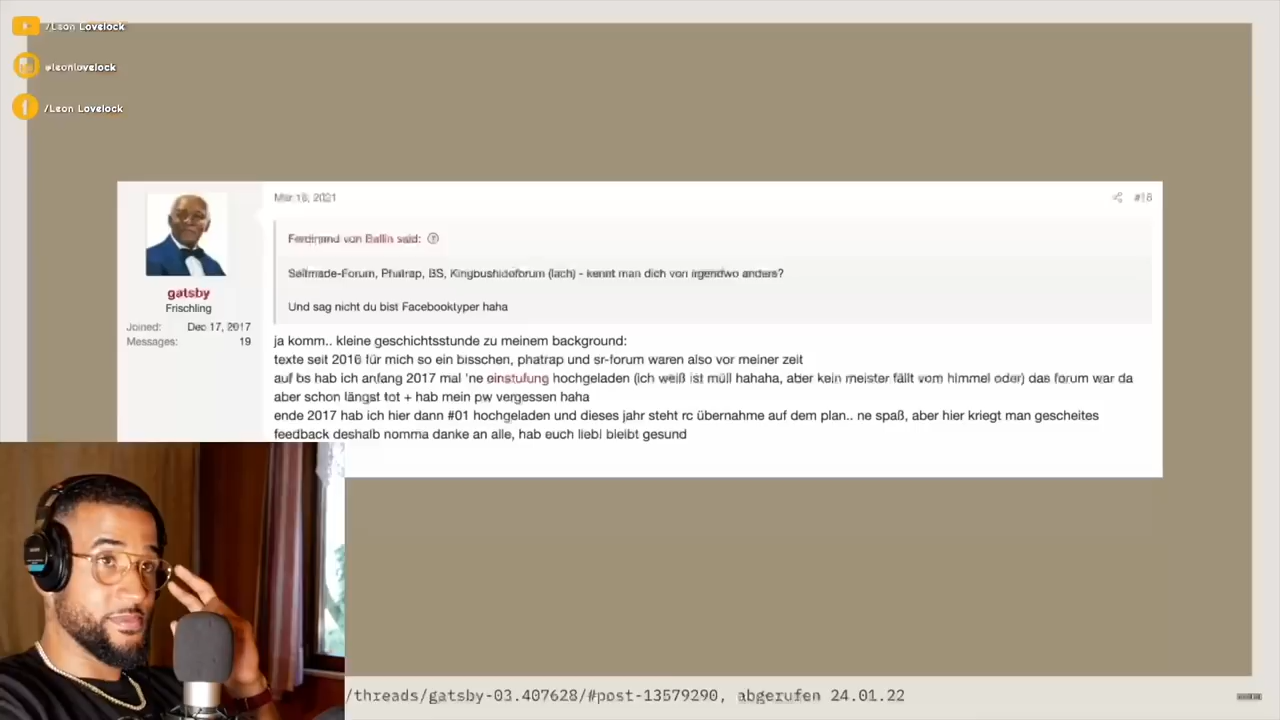 /Leon Lovelock
@leonlovelock
/Leon Lovelock
Mar 18, 2021
#18
Ferdinand von Ballin said:
Selfmade-Forum, Phatrap, BS, Kingbushidoforum (lach) - kennt man dich von irgendwo anders?
Und sag nicht du bist Facebooktyper haha
gatsby
Frischling
Joined: Dec 17, 2017
Messages: 19
ja komm.. kleine geschichtsstunde zu meinem background:
texte seit 2016 für mich so ein bisschen, phatrap und sr-forum waren also vor meiner zeit
auf bs hab ich anfang 2017 mal 'ne einstufung hochgeladen (ich weiß ist müll hahaha, aber kein meister fällt vom himmel oder) das forum war da
aber schon längst tot + hab mein pw vergessen haha
ende 2017 hab ich hier dann #01 hochgeladen und dieses jahr steht rc übernahme auf dem plan.. ne spaß, aber hier kriegt man gescheites
feedback deshalb nomma danke an alle, hab euch lieb! bleibt gesund
/threads/gatsby-03.407628/#post-13579290, abgerufen 24.01.22